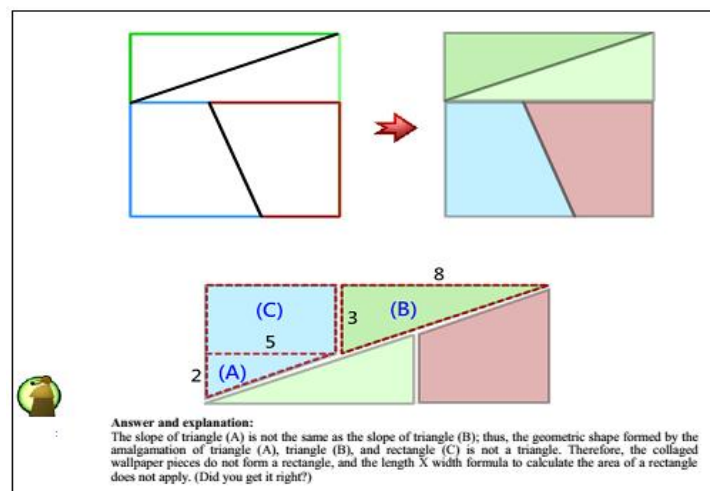 8
(C)
3
(B)
5
2
(A)
:
Answer and explanation:
The slope of triangle (A) is not the same as the slope of triangle (B); thus, the geometric shape formed by the
amalgamation of triangle (A), triangle (B), and rectangle (C) is not a triangle. Therefore, the collaged
wallpaper pieces do not form a rectangle, and the length X width formula to calculate the area of a rectangle
does not apply. (Did you get it right?)